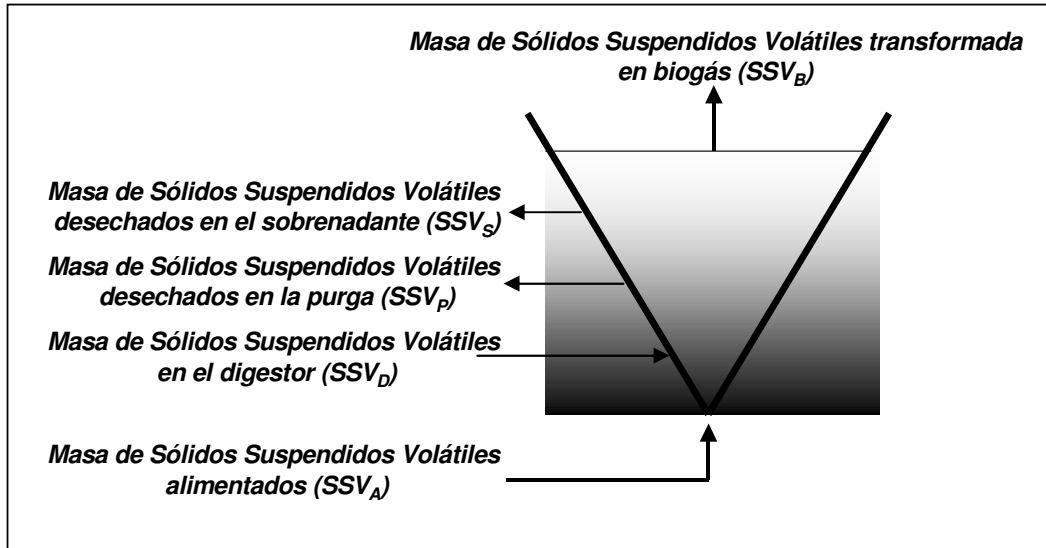 Masa de Sólidos Suspendidos Volátiles transformada
en biogás (SSV_B)
Masa de Sólidos Suspendidos Volátiles
desechados en el sobrenadante (SSV_S)
Masa de Sólidos Suspendidos Volátiles
desechados en la purga (SSV_P)
Masa de Sólidos Suspendidos Volátiles
en el digestor (SSV_D)
Masa de Sólidos Suspendidos Volátiles
alimentados (SSV_A)